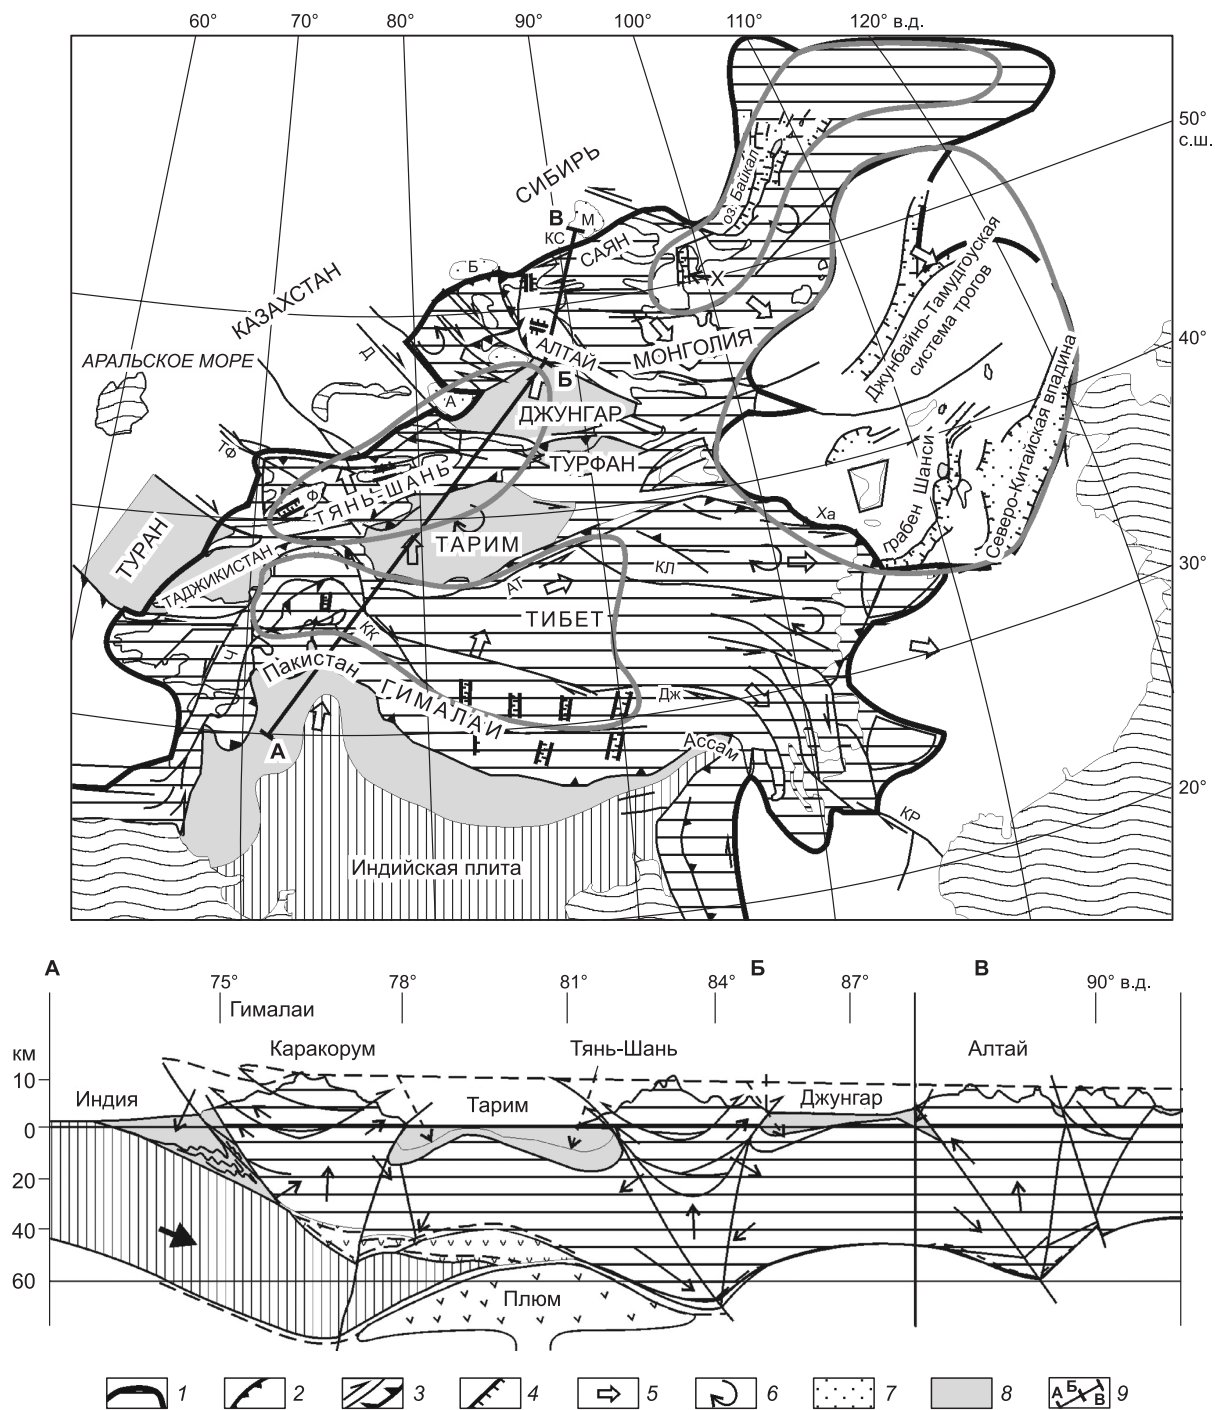 60° 70° 80° 90° 100° 110° 120° в.д.
50°
с.ш.
40°
30°
20°
СИБИРЬ
В
М
КС
САЯН
оз. Байкал
Х
Б
КАЗАХСТАН
АРАЛЬСКОЕ МОРЕ
Д
АЛТАЙ
МОНГОЛИЯ
Джунбайно-Тамудгоуская
система трогов
Б
А
ДЖУНГАР
ТФ
ТУРФАН
Ф
ТЯНЬ-ШАНЬ
Ха
грабен Шанси
Северо-Китайская впадина
ТУРАН
ТАРИМ
ТАДЖИКИСТАН
АТ
КЛ
ТИБЕТ
КК
Ч
Пакистан
ГИМАЛАИ
Дж
А
Ассам
КР
Индийская плита
А Б В
75° 78° 81° 84° 87° 90° в.д.
Гималаи
км
Каракорум Тянь-Шань Алтай
10
Индия Тарим Джунгар
0
20
40
60
Плюм
1 2 3 4 5 6 7 8 А Б В 9